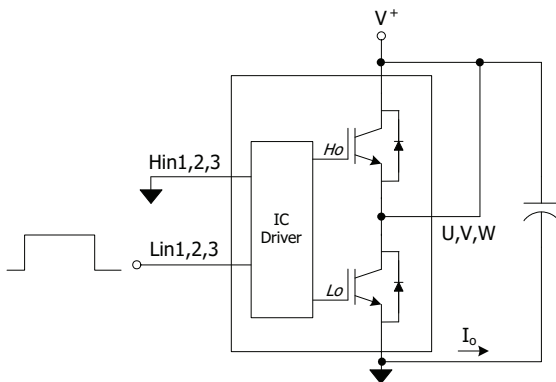 V+
Hin1,2,3
Ho
IC
Driver
U,V,W
Lin1,2,3
Lo
Io